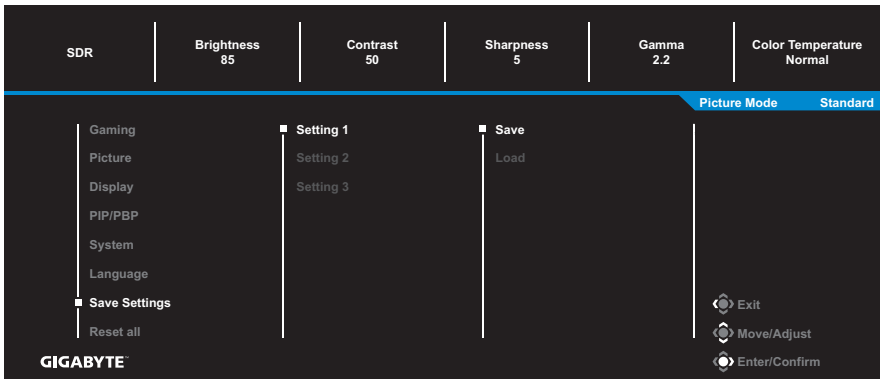 SDR
Brightness
85
Contrast
50
Sharpness
5
Gamma
2.2
Color Temperature
Normal
Picture Mode Standard
Gaming
Picture
Display
PIP/PBP
System
Language
Save Settings
Reset all
Setting 1
Setting 2
Setting 3
Save
Load
Exit
Move/Adjust
Enter/Confirm
GIGABYTE™